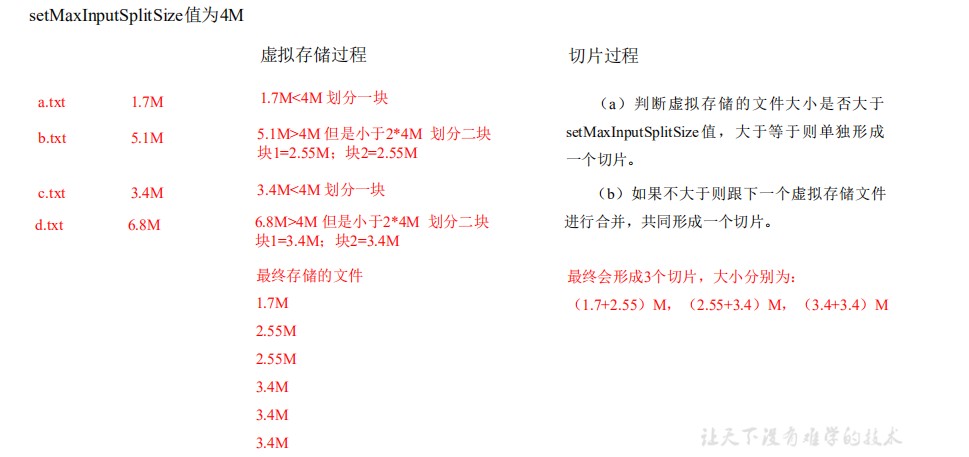 setMaxInputSplitSize值为4M
虚拟存储过程
切片过程
a.txt 1.7M 1.7M<4M 划分一块
b.txt 5.1M 5.1M>4M 但是小于2*4M 划分二块
块1=2.55M；块2=2.55M
c.txt 3.4M 3.4M<4M 划分一块
d.txt 6.8M 6.8M>4M 但是小于2*4M 划分二块
块1=3.4M；块2=3.4M
最终存储的文件
1.7M
2.55M
2.55M
3.4M
3.4M
3.4M
（a）判断虚拟存储的文件大小是否大于
setMaxInputSplitSize值，大于等于则单独形成
一个切片。
（b）如果不大于则跟下一个虚拟存储文件
进行合并，共同形成一个切片。
最终会形成3个切片，大小分别为：
（1.7+2.55）M，（2.55+3.4）M，（3.4+3.4）M
让天下没有难学的技术